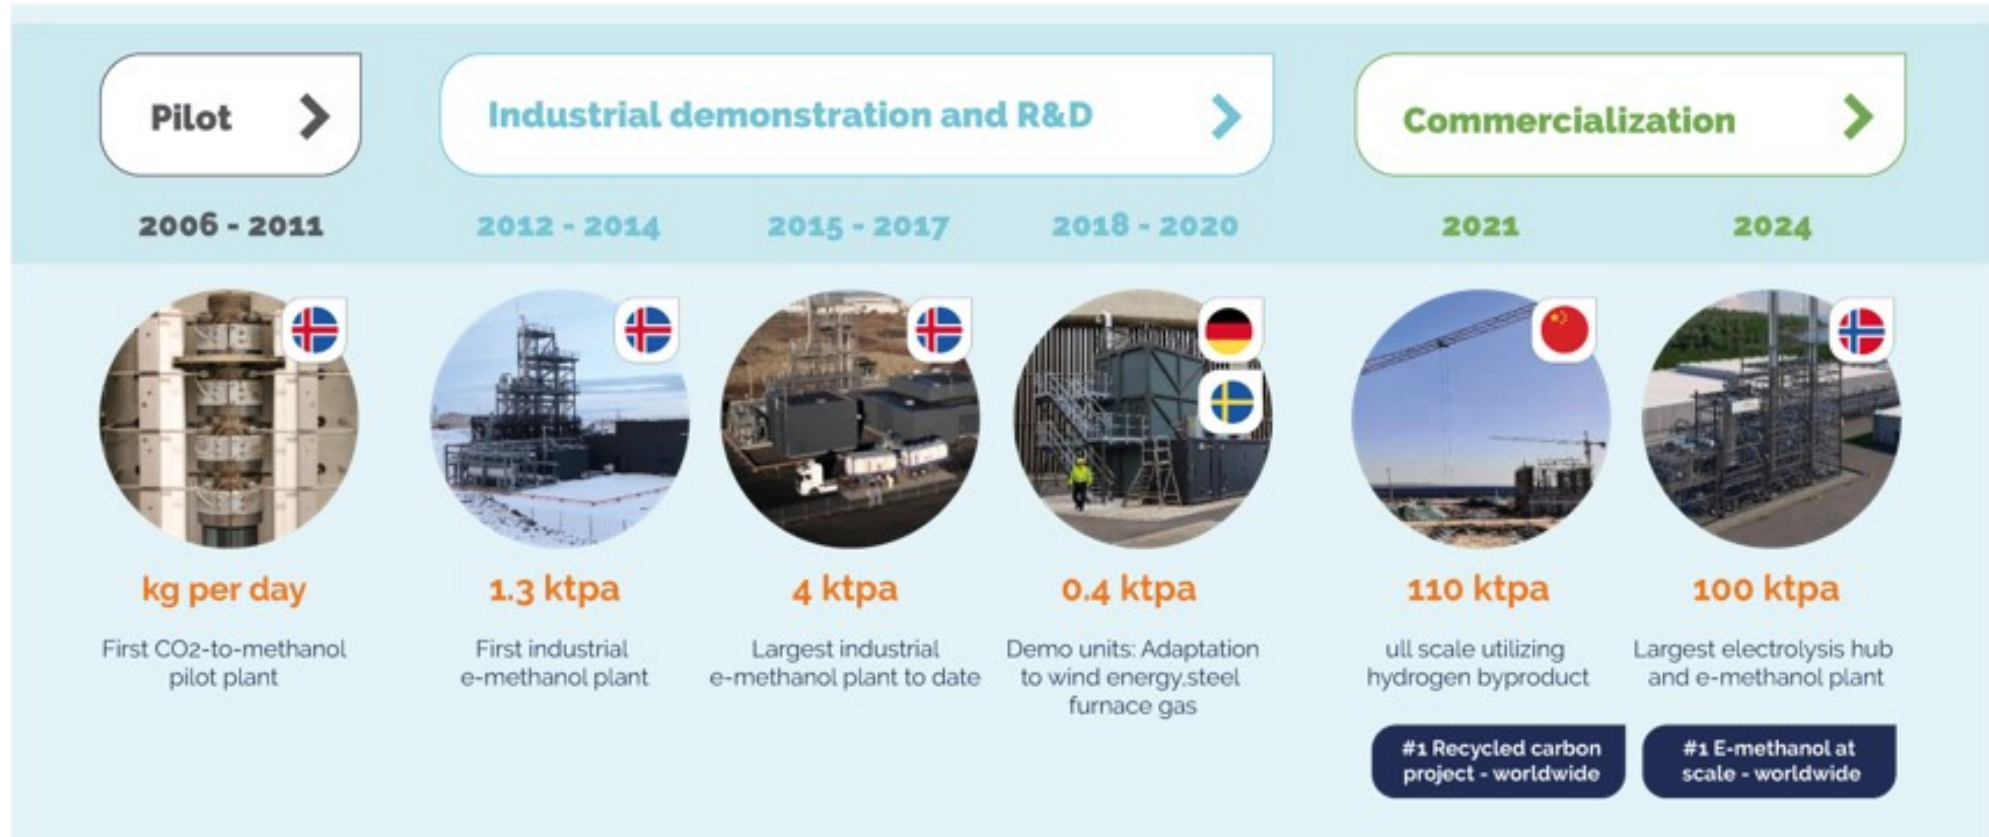 Pilot
Industrial demonstration and R&D
Commercialization
2006 - 2011
2012 - 2014
2015 - 2017
2018 - 2020
2021
2024
kg per day
First CO2-to-methanol
pilot plant
1.3 ktpa
First industrial
e-methanol plant
4 ktpa
Largest industrial
e-methanol plant to date
0.4 ktpa
Demo units: Adaptation
to wind energy,steel
furnace gas
110 ktpa
ull scale utilizing
hydrogen byproduct
#1 Recycled carbon
project - worldwide
100 ktpa
Largest electrolysis hub
and e-methanol plant
#1 E-methanol at
scale - worldwide